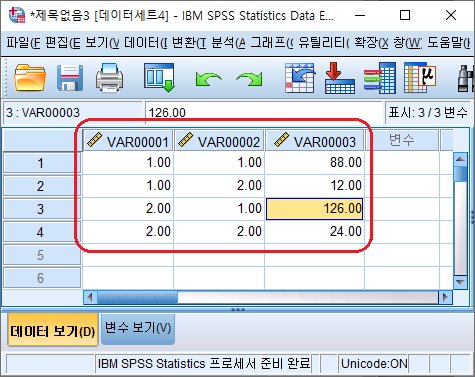 *제목없음3 [데이터세트4] - IBM SPSS Statistics Data E...
파일(F 편집(E 보기(V 데이터(D 변환(T 분석(A 그래프(G 유틸리티( 확장(X 창(W 도움말(
3 : VAR00003 126.00 표시: 3 / 3 변수
VAR00001 VAR00002 VAR00003 변수
1 1.00 1.00 88.00
2 1.00 2.00 12.00
3 2.00 1.00 126.00
4 2.00 2.00 24.00
5
6
데이터 보기(D) 변수 보기(V)
IBM SPSS Statistics 프로세서 준비 완료 Unicode:ON